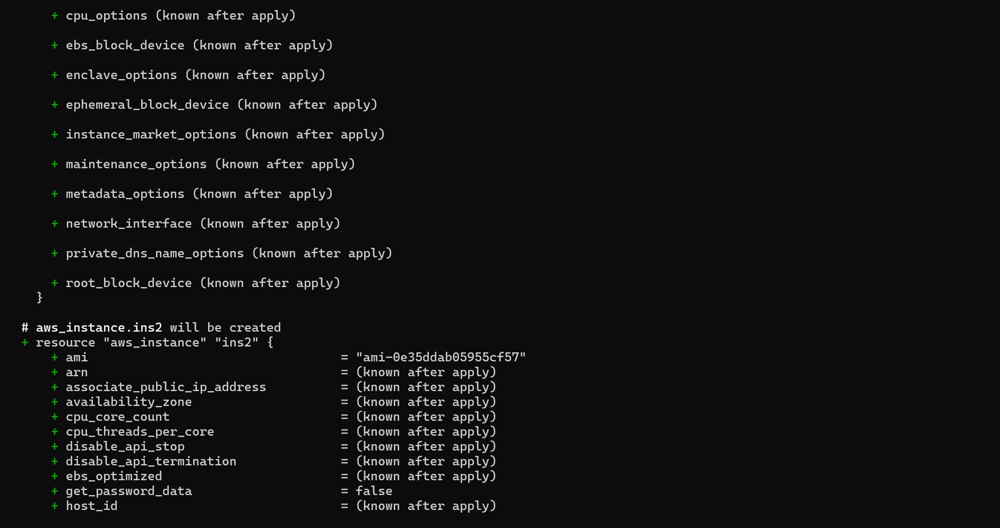 + cpu_options (known after apply)
+ ebs_block_device (known after apply)
+ enclave_options (known after apply)
+ ephemeral_block_device (known after apply)
+ instance_market_options (known after apply)
+ maintenance_options (known after apply)
+ metadata_options (known after apply)
+ network_interface (known after apply)
+ private_dns_name_options (known after apply)
+ root_block_device (known after apply)
}
# aws_instance.ins2 will be created
+ resource "aws_instance" "ins2" {
+ ami = "ami-0e35ddab05955cf57"
+ arn = (known after apply)
+ associate_public_ip_address = (known after apply)
+ availability_zone = (known after apply)
+ cpu_core_count = (known after apply)
+ cpu_threads_per_core = (known after apply)
+ disable_api_stop = (known after apply)
+ disable_api_termination = (known after apply)
+ ebs_optimized = (known after apply)
+ get_password_data = false
+ host_id = (known after apply)